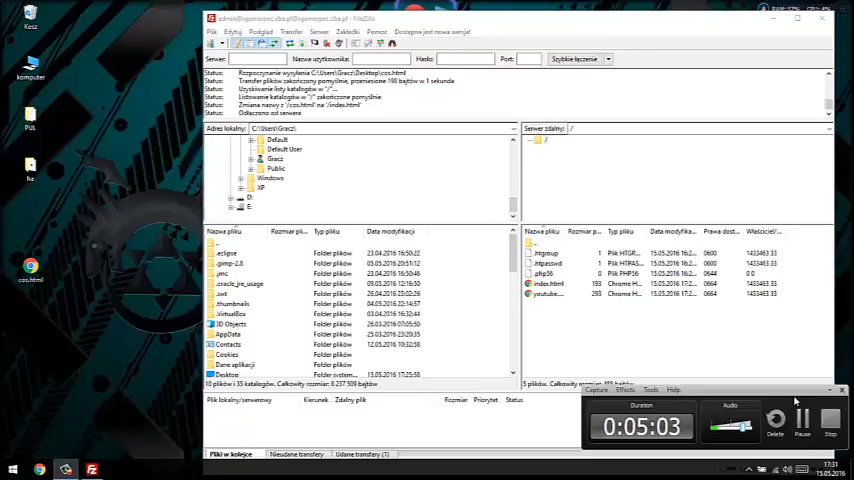 Kosz
komputer
PUL
ha
cos.html
- FileZilla
Plik Edytuj Podgląd Transfer Serwer Zakładki Pomoc Dostępna jest nowa wersja!
Serwer: Nazwa użytkownika: Hasło: Port: Szybkie łączenie
Status: Rozpoczynanie wysyłania C:\Users\Gracz\Desktop\cos.html
Status: Transfer plików zakończony pomyślnie, przeniesione 198 bajtów w 1 sekunda
Status: Uzyskiwanie listy katalogów w "/"...
Status: Listowanie katalogów w "/" zakończone pomyślnie
Status: Zmiana nazwy z '/cos.html' na '/index.html'
Status: Odłączono od serwera
Adres lokalny: C:\Users\Gracz\
Serwer zdalny: /
Default
Default User
Gracz
Public
Windows
XP
D:
E:
/
Nazwa pliku Rozmiar pl... Typ pliku Data modyfikacji
..
.eclipse Folder plików 23.04.2016 16:50:22
.gimp-2.8 Folder plików 05.05.2016 20:51:12
.jmc Folder plików 23.04.2016 16:50:46
.oracle_jre_usage Folder plików 09.05.2016 12:16:50
.swt Folder plików 26.04.2016 23:02:26
.thumbnails Folder plików 04.05.2016 22:14:57
.VirtualBox Folder plików 03.04.2016 16:32:44
3D Objects Folder plików 26.03.2016 07:05:50
AppData Folder plików 25.03.2016 23:20:35
Contacts Folder plików 12.05.2016 10:32:58
Cookies Folder plików
Dane aplikacji Folder plików
Desktop Folder system... 15.05.2016 17:25:58
10 plików i 35 katalogów. Całkowity rozmiar: 8 237 509 bajtów
Nazwa pliku Rozmiar p... Typ pliku Data modyfika... Prawa dost... Właściciel/...
..
.htgroup 1 Plik HTGR... 15.05.2016 16:2... 0600 1433463 33
.htpasswd 1 Plik HTPAS... 15.05.2016 16:2... 0600 1433463 33
.php56 0 Plik PHP56 15.05.2016 16:2... 0644 0 0
index.html 193 Chrome H... 15.05.2016 17:2... 0664 1433463 33
youtube.... 293 Chrome H... 15.05.2016 17:2... 0664 1433463 33
5 plików. Całkowity rozmiar: 488 bajtów
Plik lokalny/serwerowy Kierunek Zdalny plik Rozmiar Priorytet Status
Pliki w kolejce Nieudane transfery Udane transfery (1)
Capture Effects Tools Help
Duration
0:05:03
Audio
Delete Pause Stop
17:31
15.05.2016